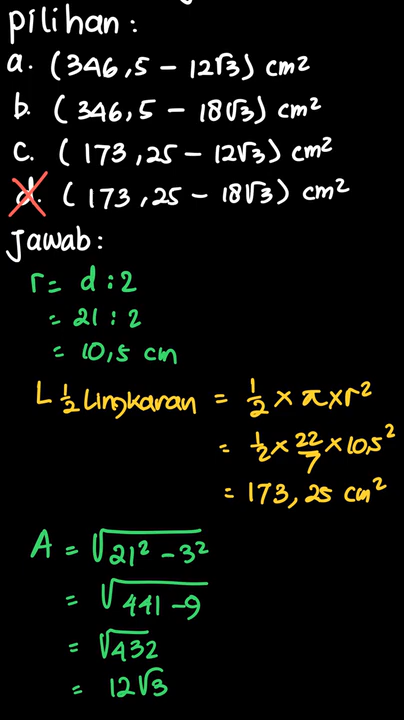 pilihan :
a. (346,5 – 12√3) cm²
b. (346,5 – 18√3) cm²
c. (173,25 – 12√3) cm²
d. (173,25 – 18√3) cm²
Jawab :
r = d : 2
= 21 : 2
= 10,5 cm
L ½ Lingkaran = ½ × π × r²
= ½ × 22/7 × 10,5²
= 173,25 cm²
A = √21² – 3²
= √441 – 9
= √432
= 12√3